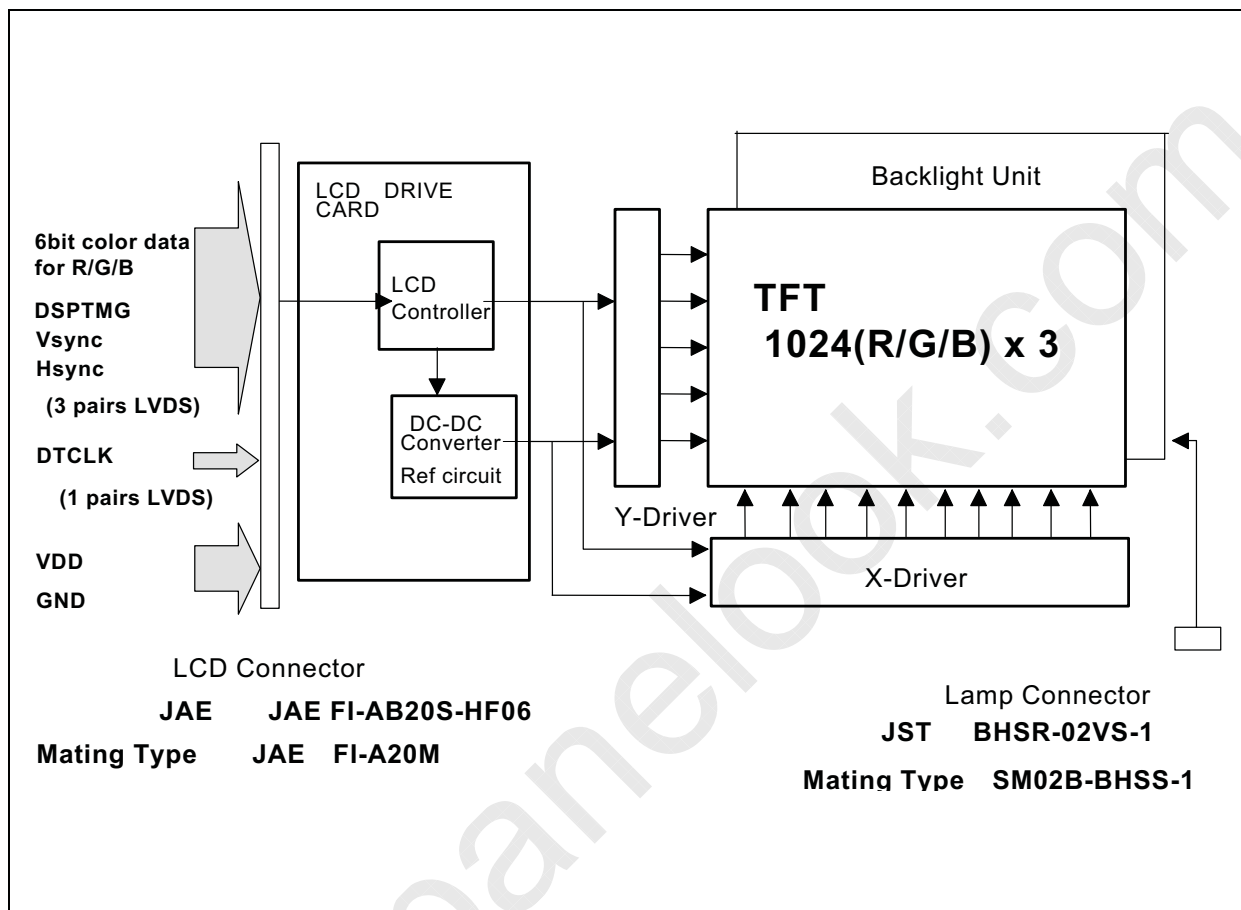 6bit color data
for R/G/B
DSPTMG
Vsync
Hsync
(3 pairs LVDS)
DTCLK
(1 pairs LVDS)
VDD
GND
LCD DRIVE
CARD
LCD
Controller
DC-DC
Converter
Ref circuit
Y-Driver
Backlight Unit
TFT
1024(R/G/B) x 3
X-Driver
LCD Connector
JAE JAE FI-AB20S-HF06
Mating Type JAE FI-A20M
Lamp Connector
JST BHSR-02VS-1
Mating Type SM02B-BHSS-1
panelook.com